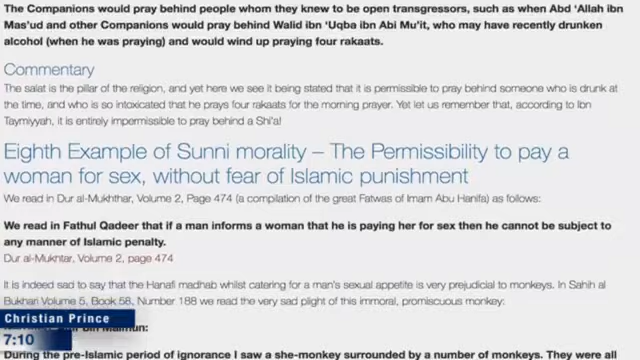 The Companions would pray behind people whom they knew to be open transgressors, such as when Abd ‘Allah ibn
Mas‘ud and other Companions would pray behind Walid ibn ‘Uqba ibn Abi Mu‘it, who may have recently drunken
alcohol (when he was praying) and would wind up praying four rakaats.
Commentary
The salat is the pillar of the religion, and yet here we see it being stated that it is permissible to pray behind someone who is drunk at
the time, and who is so intoxicated that he prays four rakaats for the morning prayer. Yet let us remember that, according to Ibn
Taymiyyah, it is entirely impermissible to pray behind a Shi'a!
Eighth Example of Sunni morality – The Permissibility to pay a
woman for sex, without fear of Islamic punishment
We read in Dur al-Mukhthar, Volume 2, Page 474 (a compilation of the great Fatwas of Imam Abu Hanifa) as follows:
We read in Fathul Qadeer that if a man informs a woman that he is paying her for sex then he cannot be subject to
any manner of Islamic penalty.
Dur al-Mukhtar, Volume 2, page 474
It is indeed sad to say that the Hanafi madhab whilst catering for a man's sexual appetite is very prejudicial to monkeys. In Sahih al
Bukhari Volume 5, Book 58, Number 188 we read the very sad plight of this immoral, promiscuous monkey:
Christian Prince
7:10
During the pre-Islamic period of ignorance I saw a she-monkey surrounded by a number of monkeys. They were all